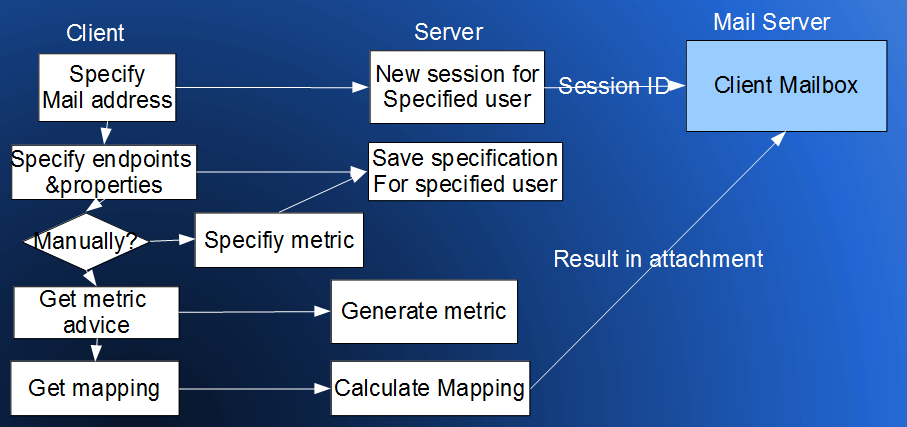 Client
Server
Mail Server
Specify
Mail address
New session for
Specified user
Session ID
Client Mailbox
Specify endpoints
&properties
Save specification
For specified user
Manually?
Specifiy metric
Result in attachment
Get metric
advice
Generate metric
Get mapping
Calculate Mapping